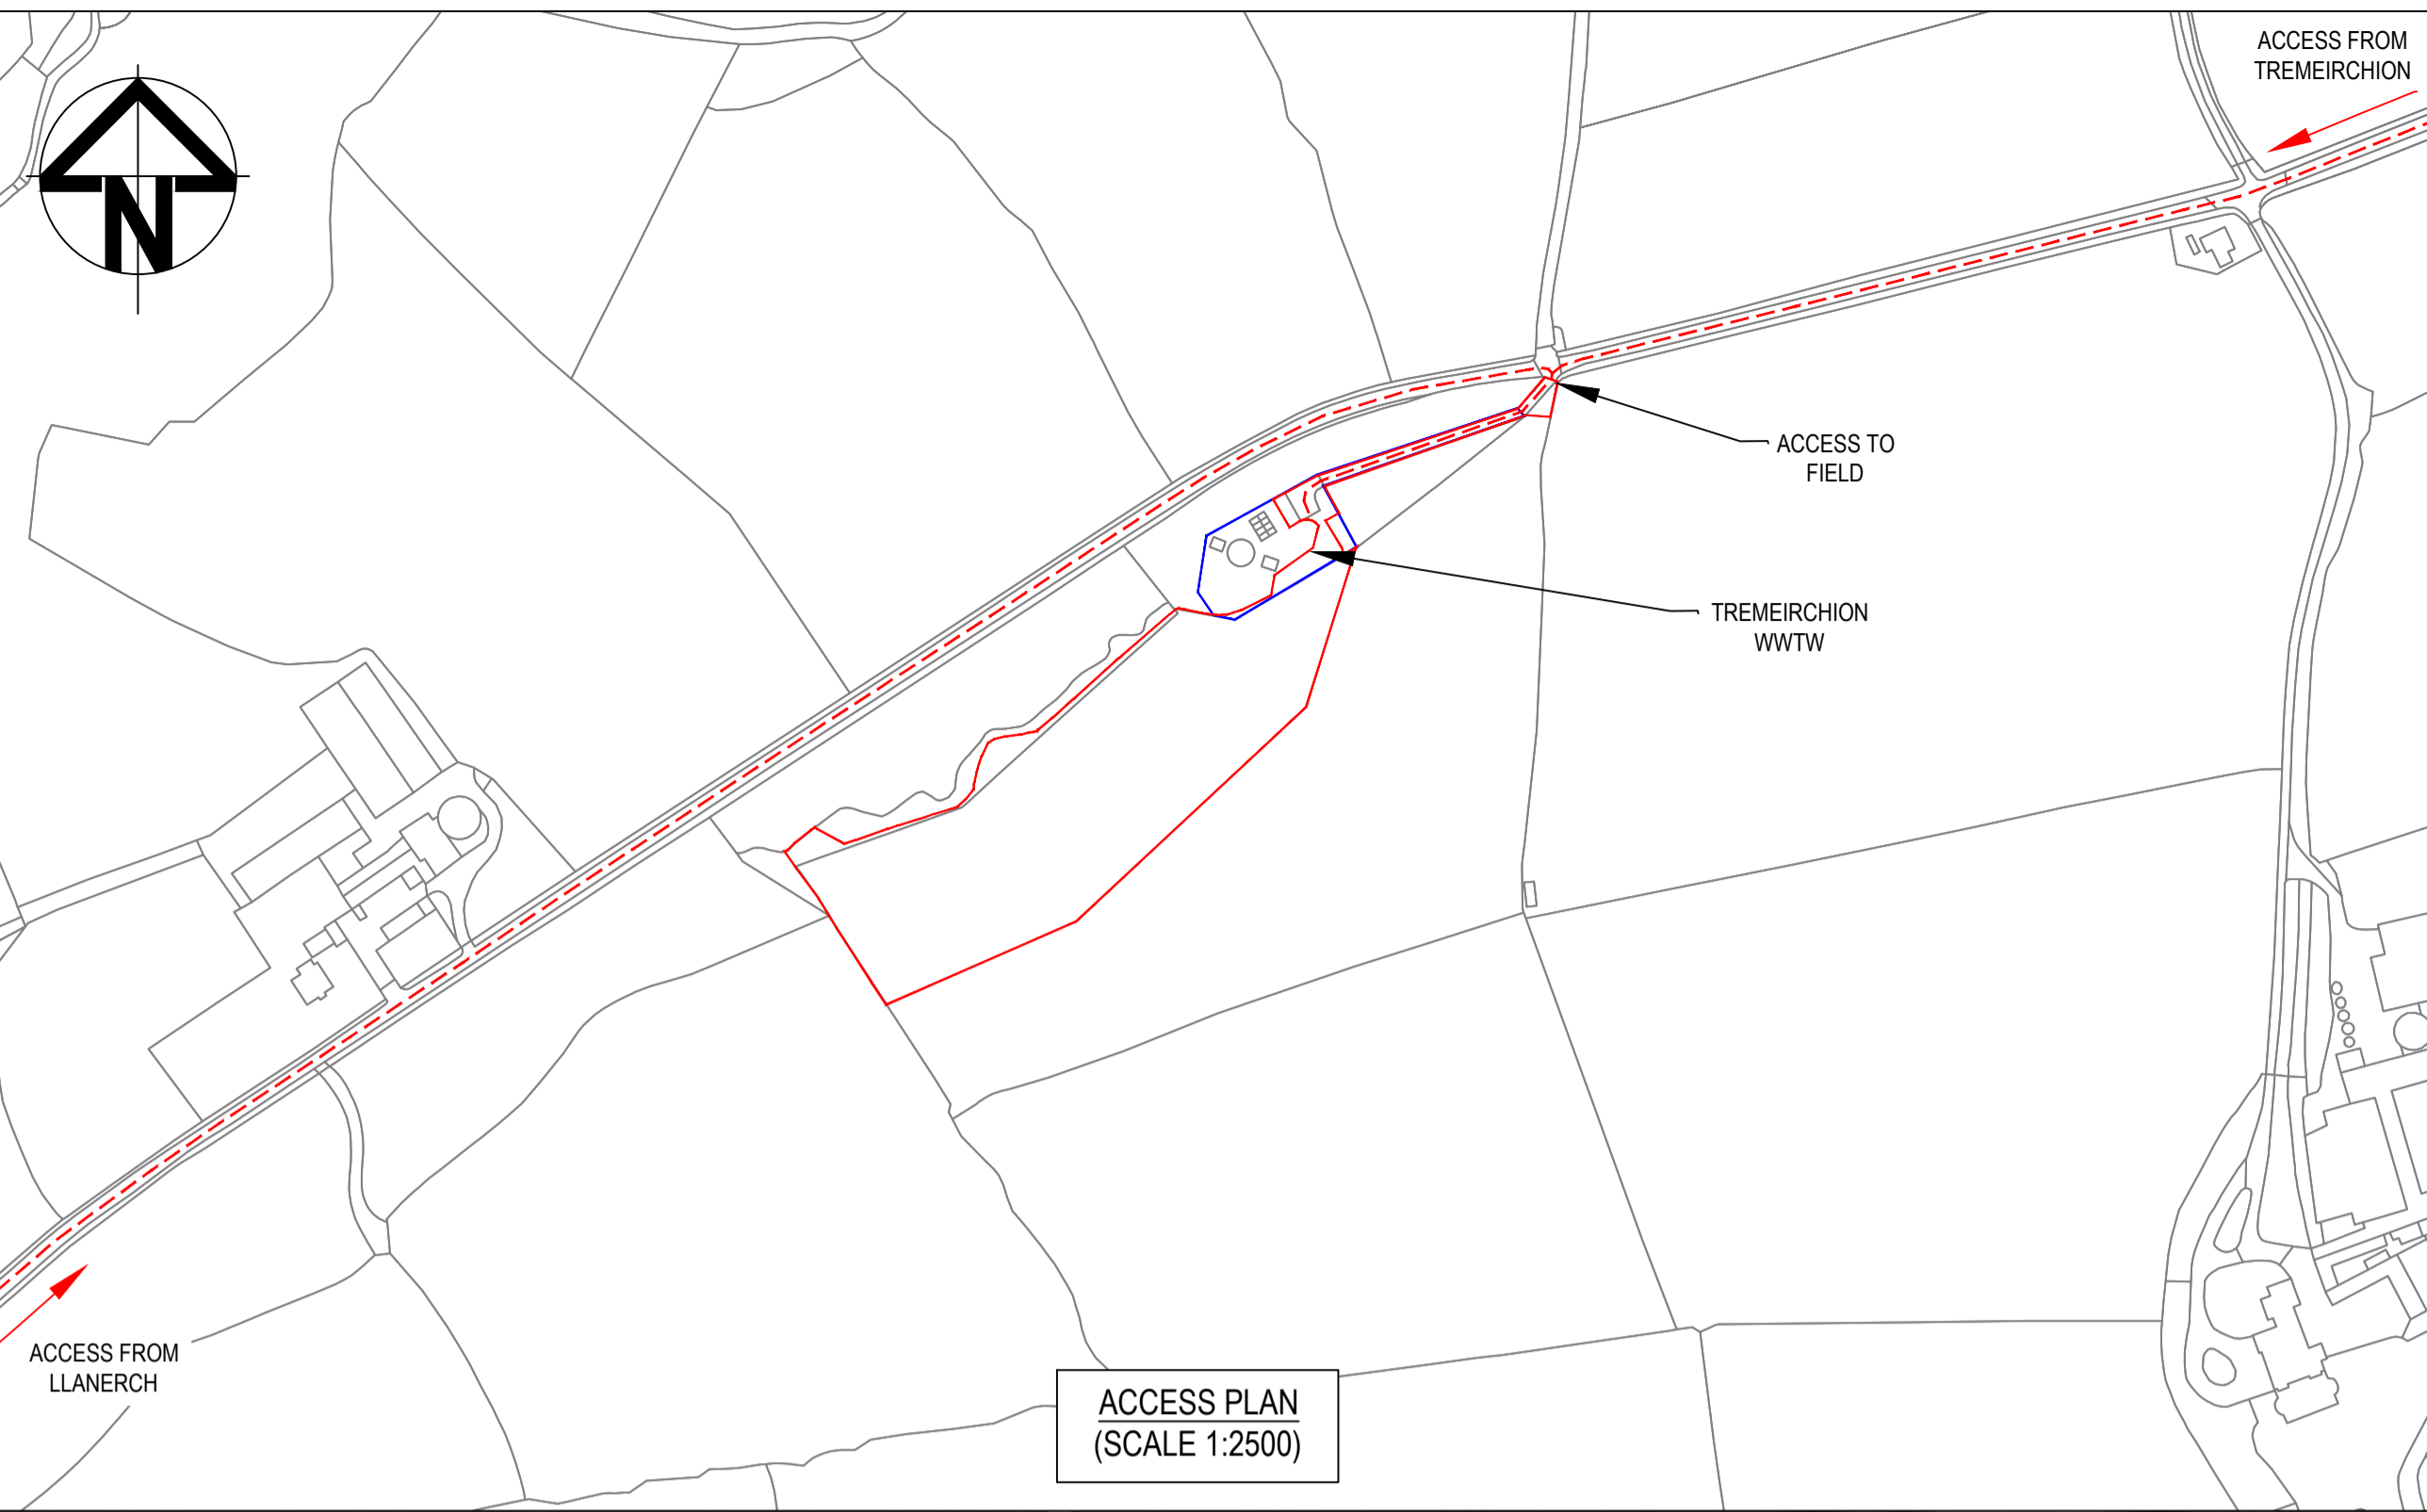 ACCESS FROM
TREMEIRCHION
N
ACCESS TO
FIELD
TREMEIRCHION
WWTW
ACCESS FROM
LLANERCH
ACCESS PLAN
(SCALE 1:2500)